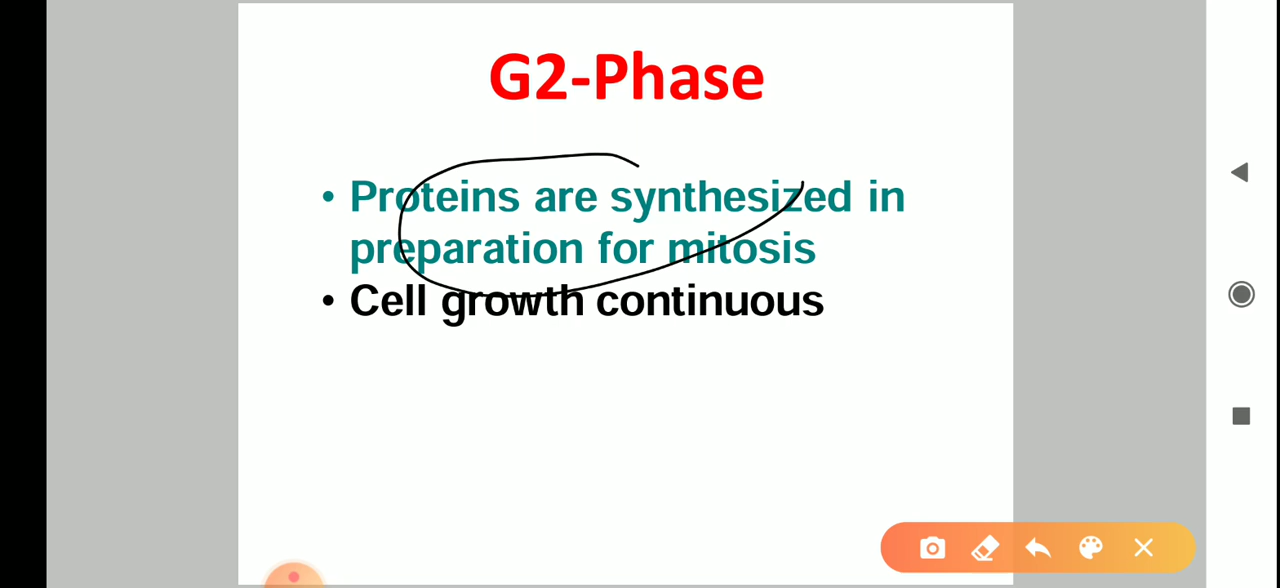 G2-Phase
• Proteins are synthesized in
preparation for mitosis
• Cell growth continuous